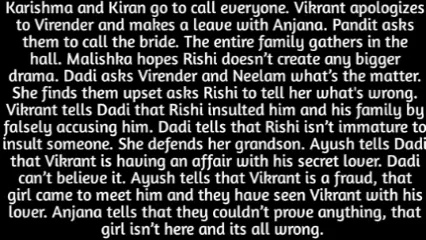 Karishma and Kiran go to call everyone. Vikrant apologizes
to Virender and makes a leave with Anjana. Pandit asks
them to call the bride. The entire family gathers in the
hall. Malishka hopes Rishi doesn't create any bigger
drama. Dadi asks Virender and Neelam what's the matter.
She finds them upset asks Rishi to tell her what's wrong.
Vikrant tells Dadi that Rishi insulted him and his family by
falsely accusing him. Dadi tells that Rishi isn't immature to
insult someone. She defends her grandson. Ayush tells Dadi
that Vikrant is having an affair with his secret lover. Dadi
can't believe it. Ayush tells that Vikrant is a fraud, that
girl came to meet him and they have seen Vikrant with his
lover. Anjana tells that they couldn't prove anything, that
girl isn't here and its all wrong.